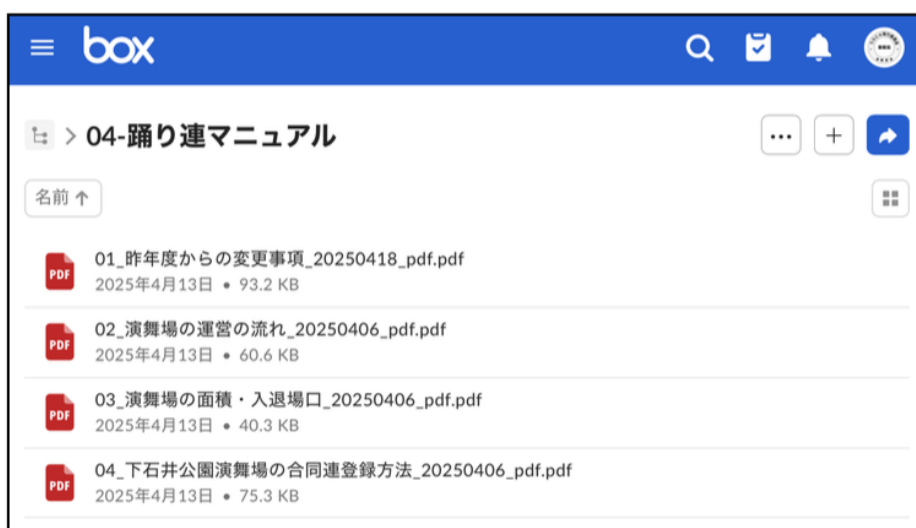 box
04-踊り連マニュアル
名前
PDF
01_昨年度からの変更事項_20250418_pdf.pdf
2025年4月13日 • 93.2 KB
PDF
02_演舞場の運営の流れ_20250406_pdf.pdf
2025年4月13日 • 60.6 KB
PDF
03_演舞場の面積・入退場口_20250406_pdf.pdf
2025年4月13日 • 40.3 KB
PDF
04_下石井公園演舞場の合同連登録方法_20250406_pdf.pdf
2025年4月13日 • 75.3 KB